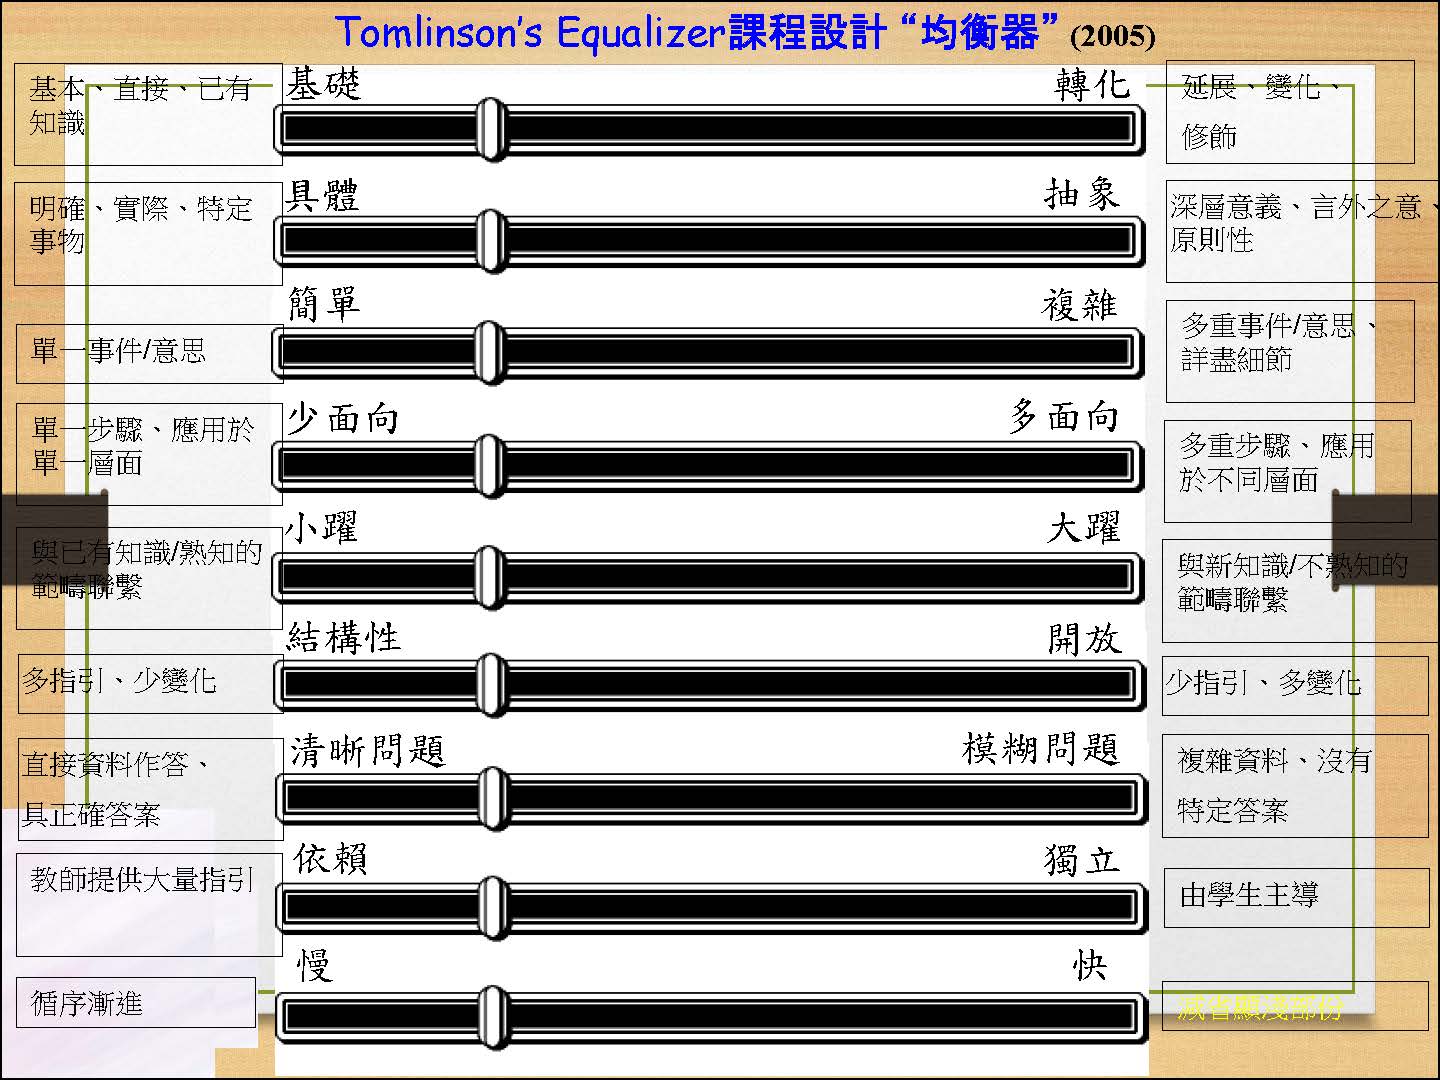 Tomlinson's Equalizer課程設計 “均衡器” (2005)
基本、直接、已有
知識
基礎
轉化
延展、變化、
修飾
明確、實際、特定
事物
具體
抽象
深層意義、言外之意、
原則性
單一事件/意思
簡單
複雜
多重事件/意思、
詳盡細節
單一步驟、應用於
單一層面
少面向
多面向
多重步驟、應用
於不同層面
與已有知識/熟知的
範疇聯繫
小躍
大躍
與新知識/不熟知的
範疇聯繫
多指引、少變化
結構性
開放
少指引、多變化
直接資料作答、
具正確答案
清晰問題
模糊問題
複雜資料、沒有
特定答案
教師提供大量指引
依賴
獨立
由學生主導
循序漸進
慢
快
減省顯淺部份